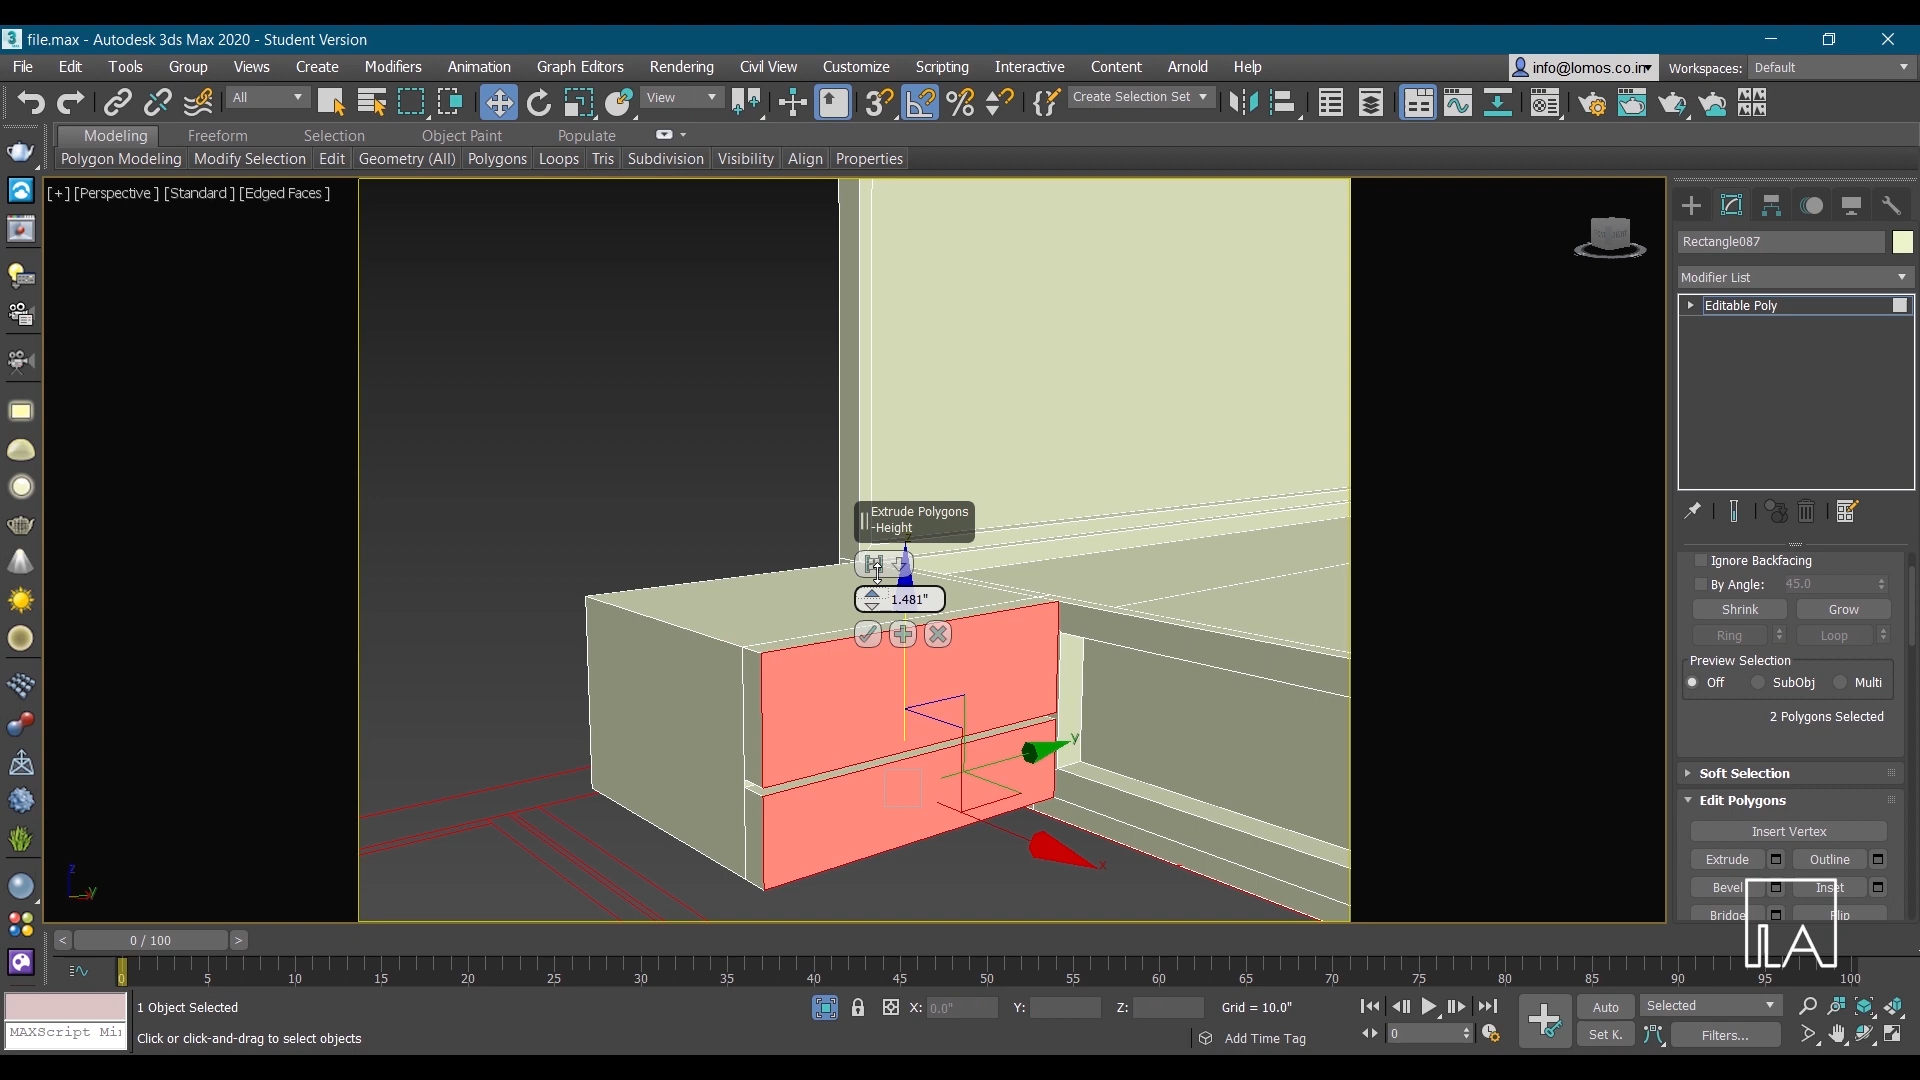 file.max - Autodesk 3ds Max 2020 - Student Version
File Edit Tools Group Views Create Modifiers Animation Graph Editors Rendering Civil View Customize Scripting Interactive Content Arnold Help info@lomos.co.in Workspaces: Default
All View Create Selection Set
Modeling Freeform Selection Object Paint Populate
Polygon Modeling Modify Selection Edit Geometry (All) Polygons Loops Tris Subdivision Visibility Align Properties
[+] [Perspective ] [Standard ] [Edged Faces ]
Rectangle087
Modifier List
Editable Poly
Extrude Polygons
-Height
z
1.481"
y
x
z
y
Ignore Backfacing
By Angle: 45.0
Shrink Grow
Ring Loop
Preview Selection
Off SubObj Multi
2 Polygons Selected
Soft Selection
Edit Polygons
Insert Vertex
Extrude Outline
Bevel Inset
Bridge Flip
LA
< 0 / 100 >
0 5 10 15 20 25 30 35 40 45 50 55 60 65 70 75 80 85 90 95 100
1 Object Selected X: 0.0" Y: Z: Grid = 10.0" Auto Selected
MAXScript Mi
Click or click-and-drag to select objects Add Time Tag 0 Set K. Filters...